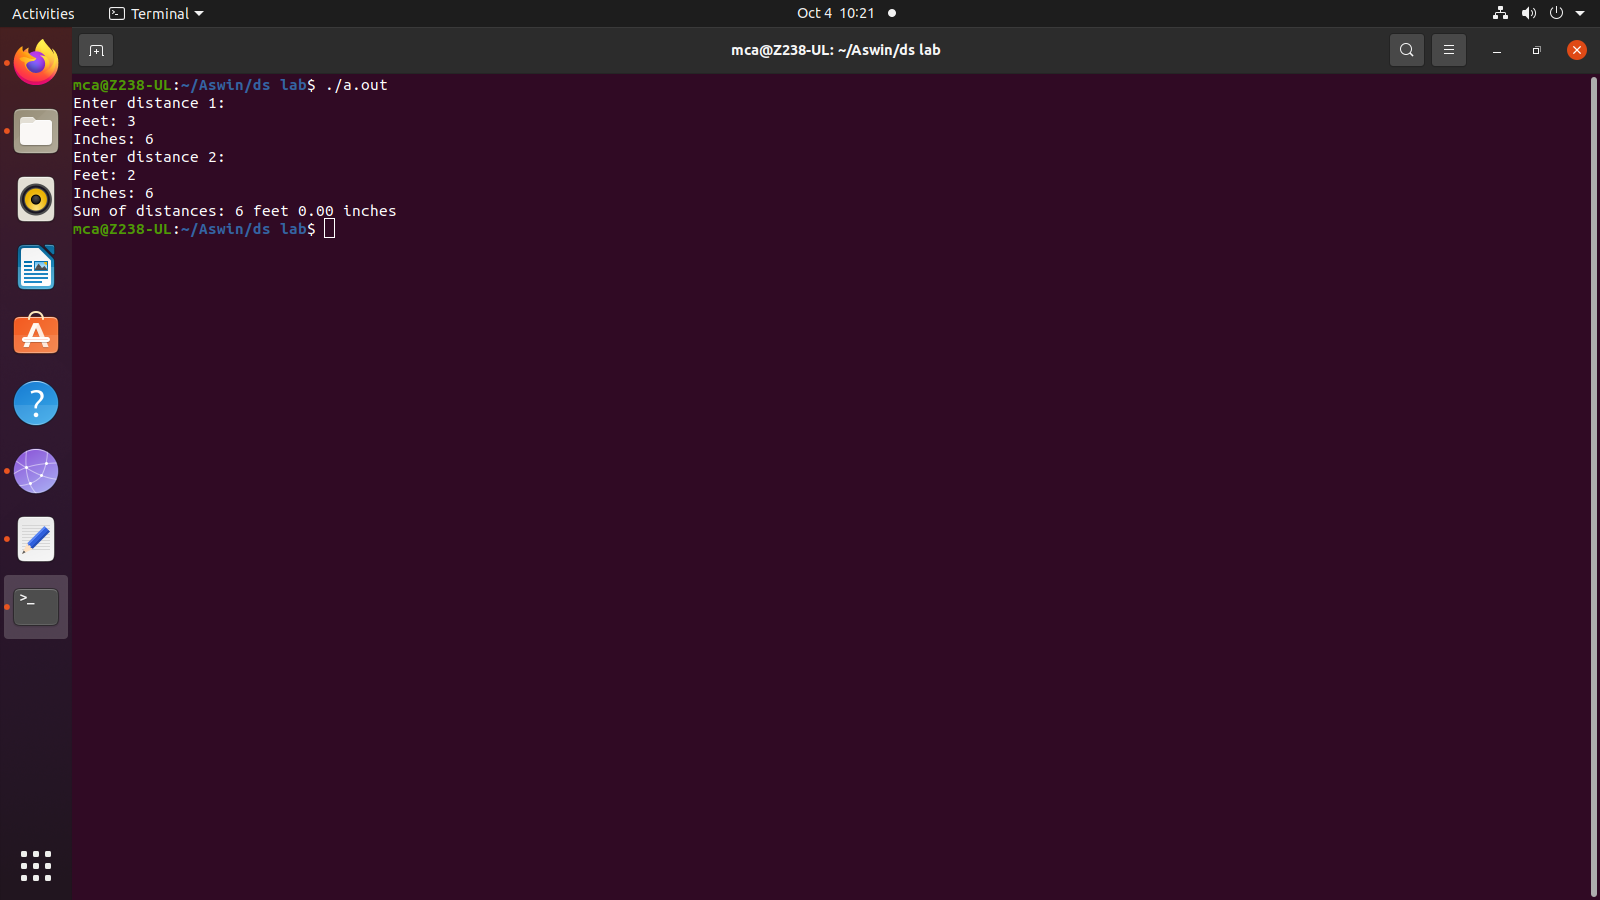 Activities
Terminal
Oct 4 10:21
mca@Z238-UL: ~/Aswin/ds lab
mca@Z238-UL:~/Aswin/ds lab$ ./a.out
Enter distance 1:
Feet: 3
Inches: 6
Enter distance 2:
Feet: 2
Inches: 6
Sum of distances: 6 feet 0.00 inches
mca@Z238-UL:~/Aswin/ds lab$